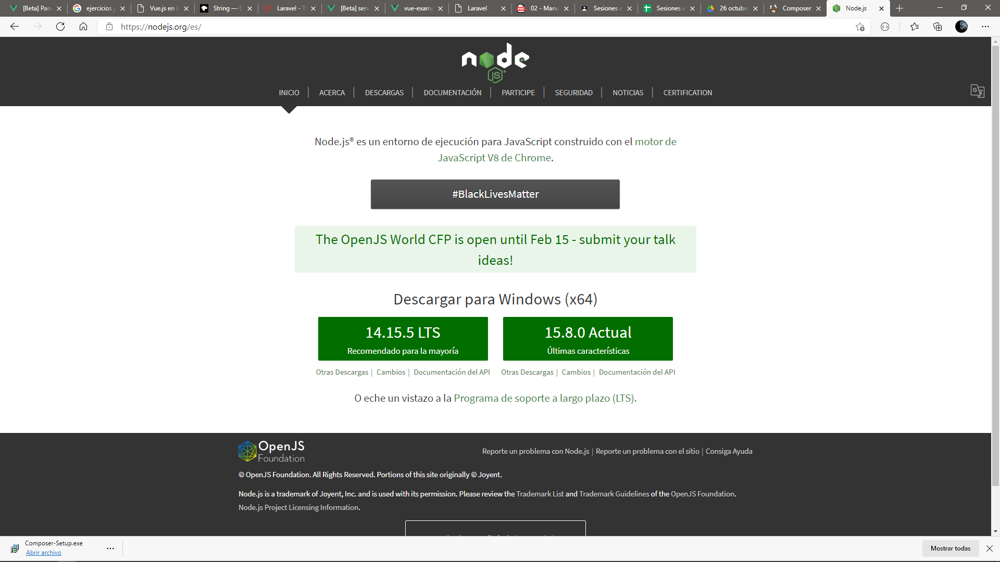 [Beta] Pan
ejercicios j
Vue.js en L
String — C
Laravel - T
[Beta] serv
vue-examp
Laravel
02 - Manu
Sesiones e
Sesiones e
26 octubre
Composer
Node.js
https://nodejs.org/es/
node
JS
INICIO
ACERCA
DESCARGAS
DOCUMENTACIÓN
PARTICIPE
SEGURIDAD
NOTICIAS
CERTIFICATION
Node.js® es un entorno de ejecución para JavaScript construido con el motor de
JavaScript V8 de Chrome.
#BlackLivesMatter
The OpenJS World CFP is open until Feb 15 - submit your talk
ideas!
Descargar para Windows (x64)
14.15.5 LTS
Recomendado para la mayoría
15.8.0 Actual
Últimas características
Otras Descargas | Cambios | Documentación del API
Otras Descargas | Cambios | Documentación del API
O eche un vistazo a la Programa de soporte a largo plazo (LTS).
OpenJS
Foundation
Reporte un problema con Node.js | Reporte un problema con el sitio | Consiga Ayuda
© OpenJS Foundation. All Rights Reserved. Portions of this site originally © Joyent.
Node.js is a trademark of Joyent, Inc. and is used with its permission. Please review the Trademark List and Trademark Guidelines of the OpenJS Foundation.
Node.js Project Licensing Information.
Composer-Setup.exe
Abrir archivo
Mostrar todas